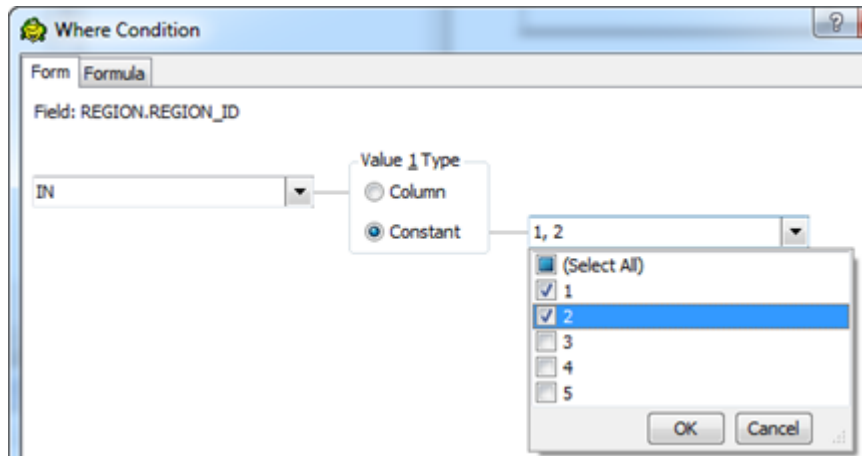 Where Condition
?
Form Formula
Field: REGION.REGION_ID
Value 1 Type
IN
Column
Constant
1, 2
(Select All)
1
2
3
4
5
OK Cancel